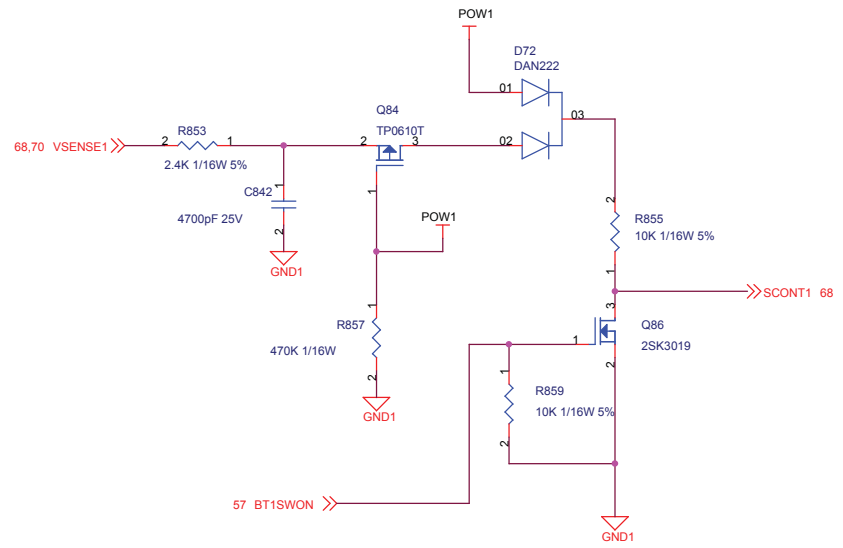 POW1
D72
DAN222
01
03
02
Q84
TP0610T
2
3
1
68,70 VSENSE1
2
R853
1
2.4K 1/16W 5%
1
C842
4700pF 25V
2
GND1
POW1
1
R857
470K 1/16W
2
GND1
2
R855
10K 1/16W 5%
1
SCONT1 68
3
Q86
2SK3019
1
2
1
R859
10K 1/16W 5%
2
57 BT1SWON
GND1